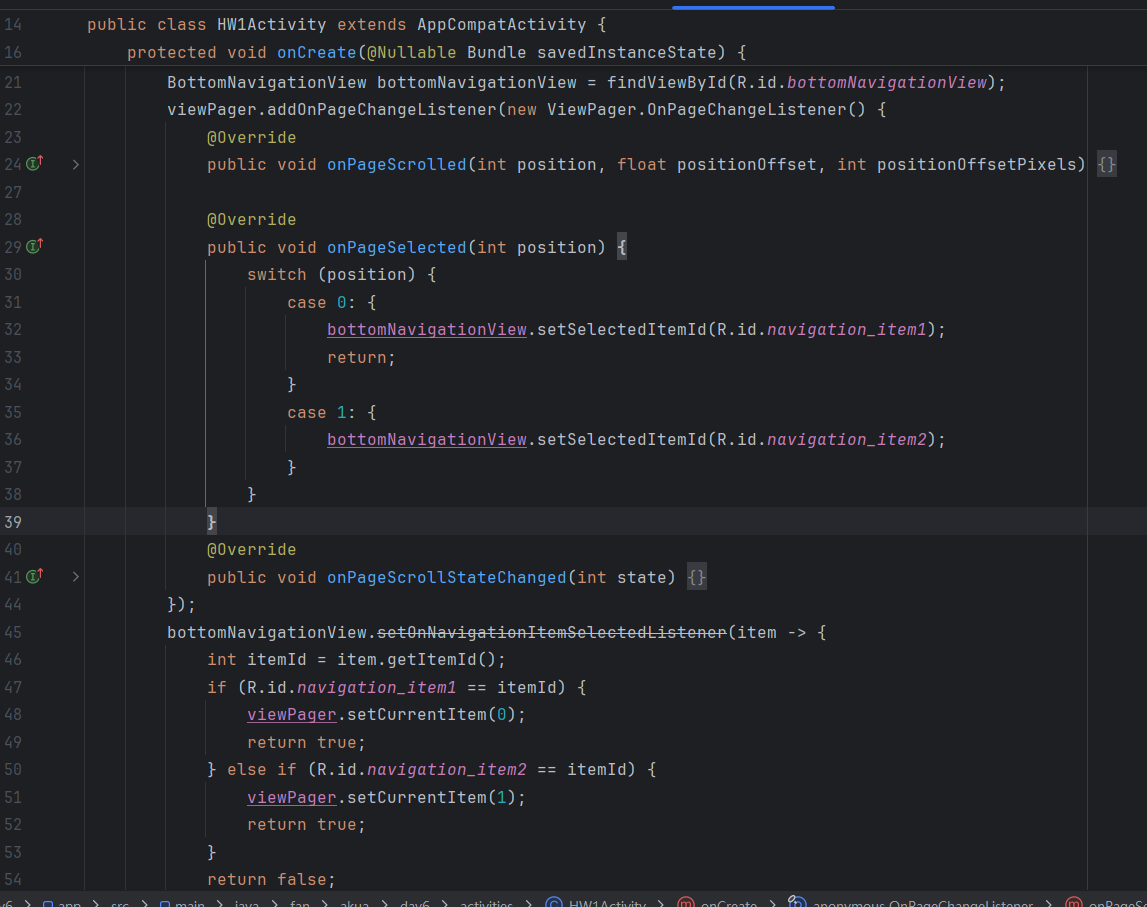 14 public class HW1Activity extends AppCompatActivity {
16 protected void onCreate(@Nullable Bundle savedInstanceState) {
21 BottomNavigationView bottomNavigationView = findViewById(R.id.bottomNavigationView);
22 viewPager.addOnPageChangeListener(new ViewPager.OnPageChangeListener() {
23 @Override
24 public void onPageScrolled(int position, float positionOffset, int positionOffsetPixels) {}
27
28 @Override
29 public void onPageSelected(int position) {
30 switch (position) {
31 case 0: {
32 bottomNavigationView.setSelectedItemId(R.id.navigation_item1);
33 return;
34 }
35 case 1: {
36 bottomNavigationView.setSelectedItemId(R.id.navigation_item2);
37 }
38 }
39 }
40 @Override
41 public void onPageScrollStateChanged(int state) {}
44 });
45 bottomNavigationView.setOnNavigationItemSelectedListener(item -> {
46 int itemId = item.getItemId();
47 if (R.id.navigation_item1 == itemId) {
48 viewPager.setCurrentItem(0);
49 return true;
50 } else if (R.id.navigation_item2 == itemId) {
51 viewPager.setCurrentItem(1);
52 return true;
53 }
54 return false;
app > src > main > java > fan > akua > day6 > activities > HW1Activity > onCreate > anonymous OnPageChangeListener >